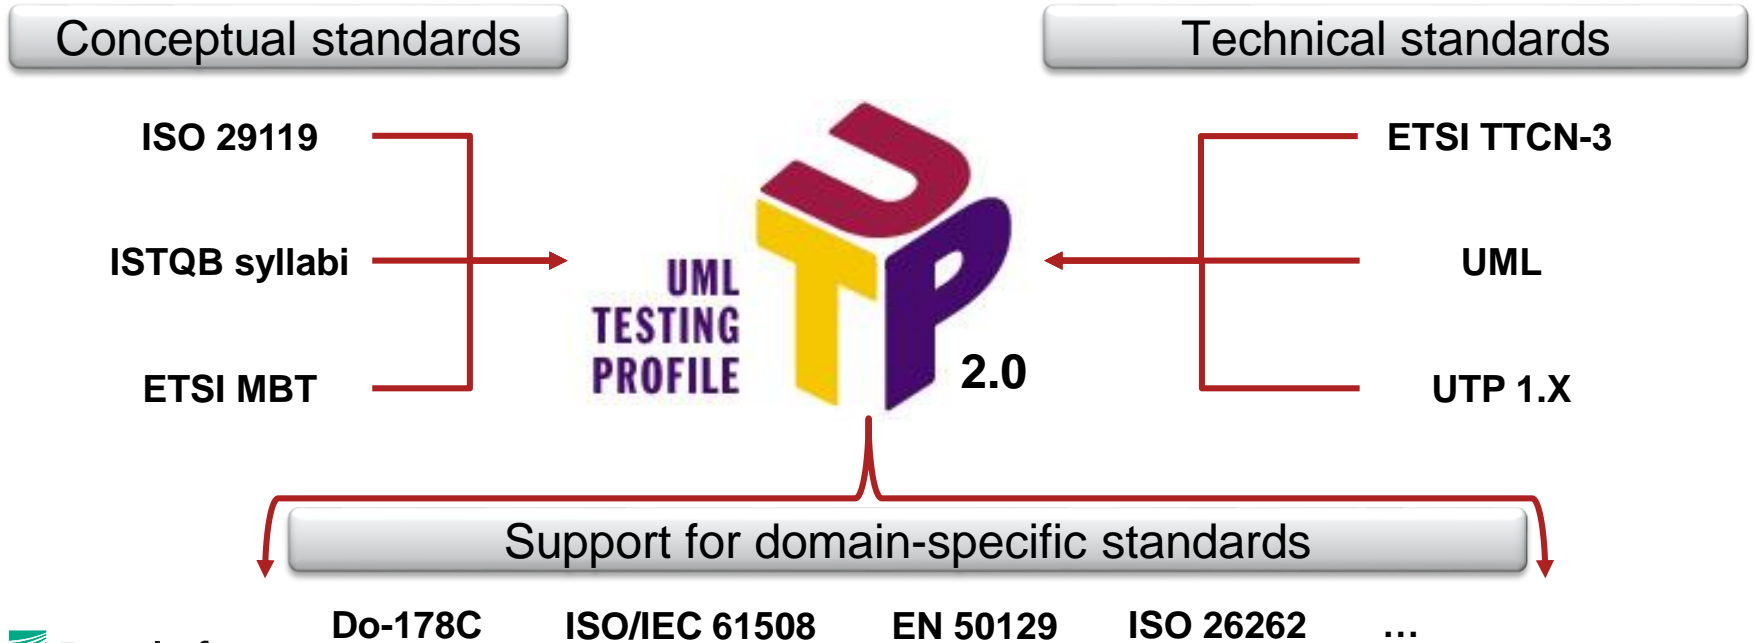 Conceptual standards
Technical standards
ISO 29119
ETSI TTCN-3
ISTQB syllabi
UML
ETSI MBT
UTP 1.X
UTP
UML
TESTING
PROFILE
2.0
Support for domain-specific standards
Do-178C ISO/IEC 61508 EN 50129 ISO 26262 ...